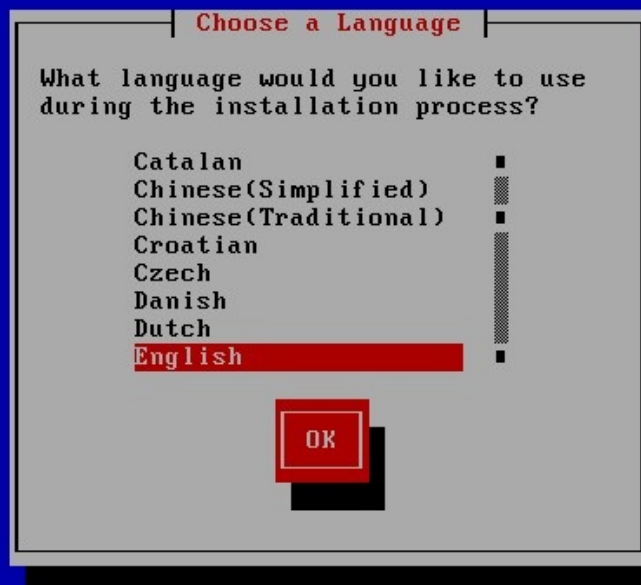 Choose a Language
What language would you like to use
during the installation process?
Catalan
Chinese(Simplified)
Chinese(Traditional)
Croatian
Czech
Danish
Dutch
English
OK